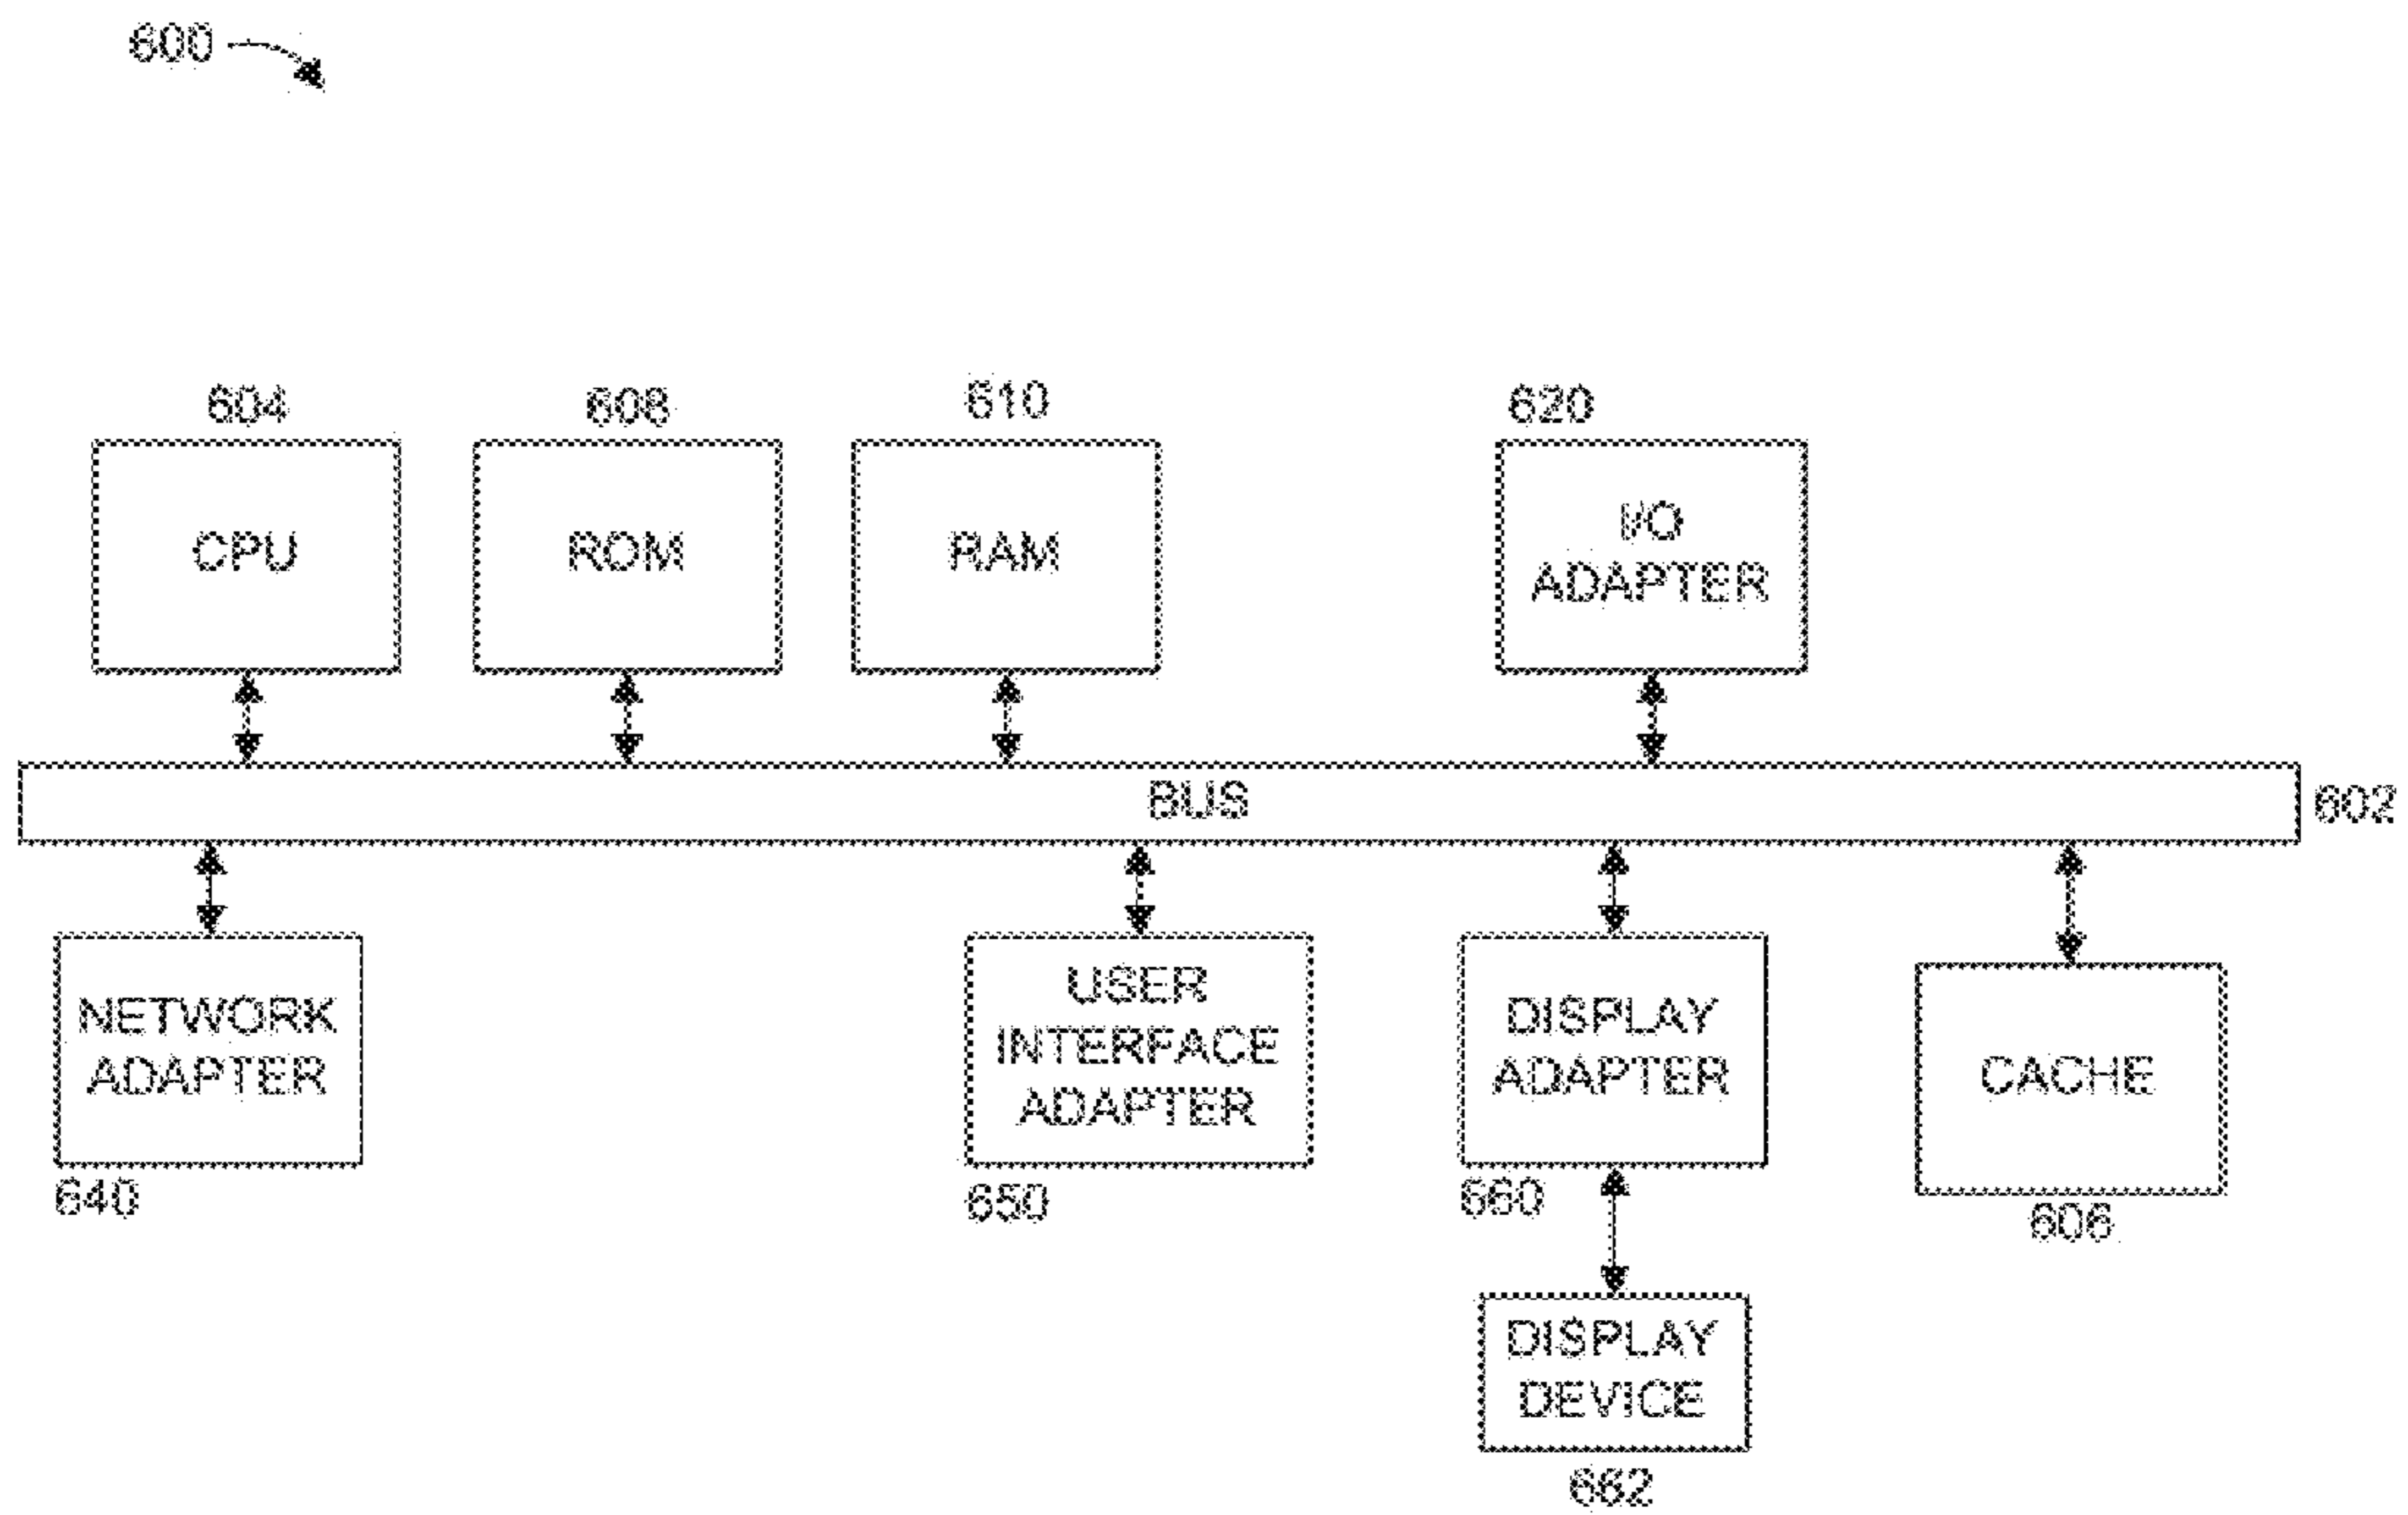 600
604
608
610
620
CPU
ROM
RAM
I/O
ADAPTER
BUS
602
NETWORK
ADAPTER
640
USER
INTERFACE
ADAPTER
650
DISPLAY
ADAPTER
660
CACHE
606
DISPLAY
DEVICE
662